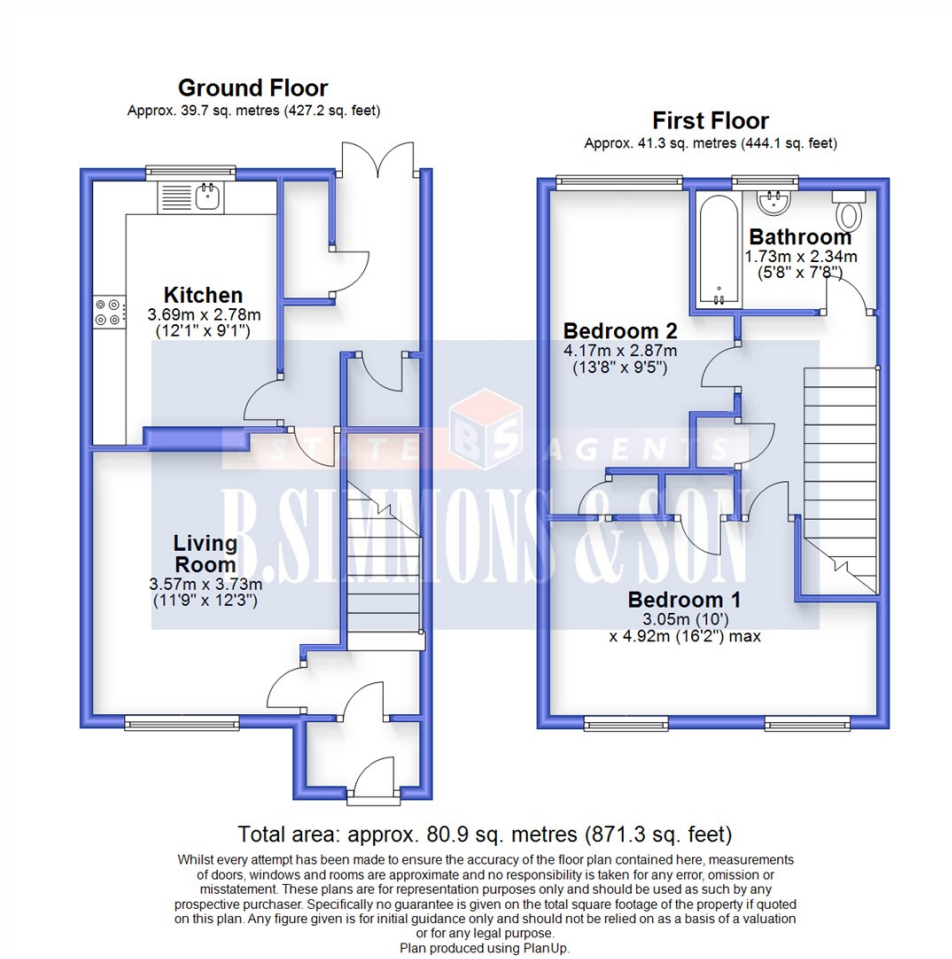 Ground Floor
Approx. 39.7 sq. metres (427.2 sq. feet)
Kitchen
3.69m x 2.78m
(12'1" x 9'1")
Living
Room
3.57m x 3.73m
(11'9" x 12'3")
First Floor
Approx. 41.3 sq. metres (444.1 sq. feet)
Bathroom
1.73m x 2.34m
(5'8" x 7'8")
Bedroom 2
4.17m x 2.87m
(13'8" x 9'5")
Bedroom 1
3.05m (10')
x 4.92m (16'2") max
ESTATE BS AGENTS
B.SIMMONS & SON
Total area: approx. 80.9 sq. metres (871.3 sq. feet)
Whilst every attempt has been made to ensure the accuracy of the floor plan contained here, measurements
of doors, windows and rooms are approximate and no responsibility is taken for any error, omission or
misstatement. These plans are for representation purposes only and should be used as such by any
prospective purchaser. Specifically no guarantee is given on the total square footage of the property if quoted
on this plan. Any figure given is for initial guidance only and should not be relied on as a basis of a valuation
or for any legal purpose.
Plan produced using PlanUp.